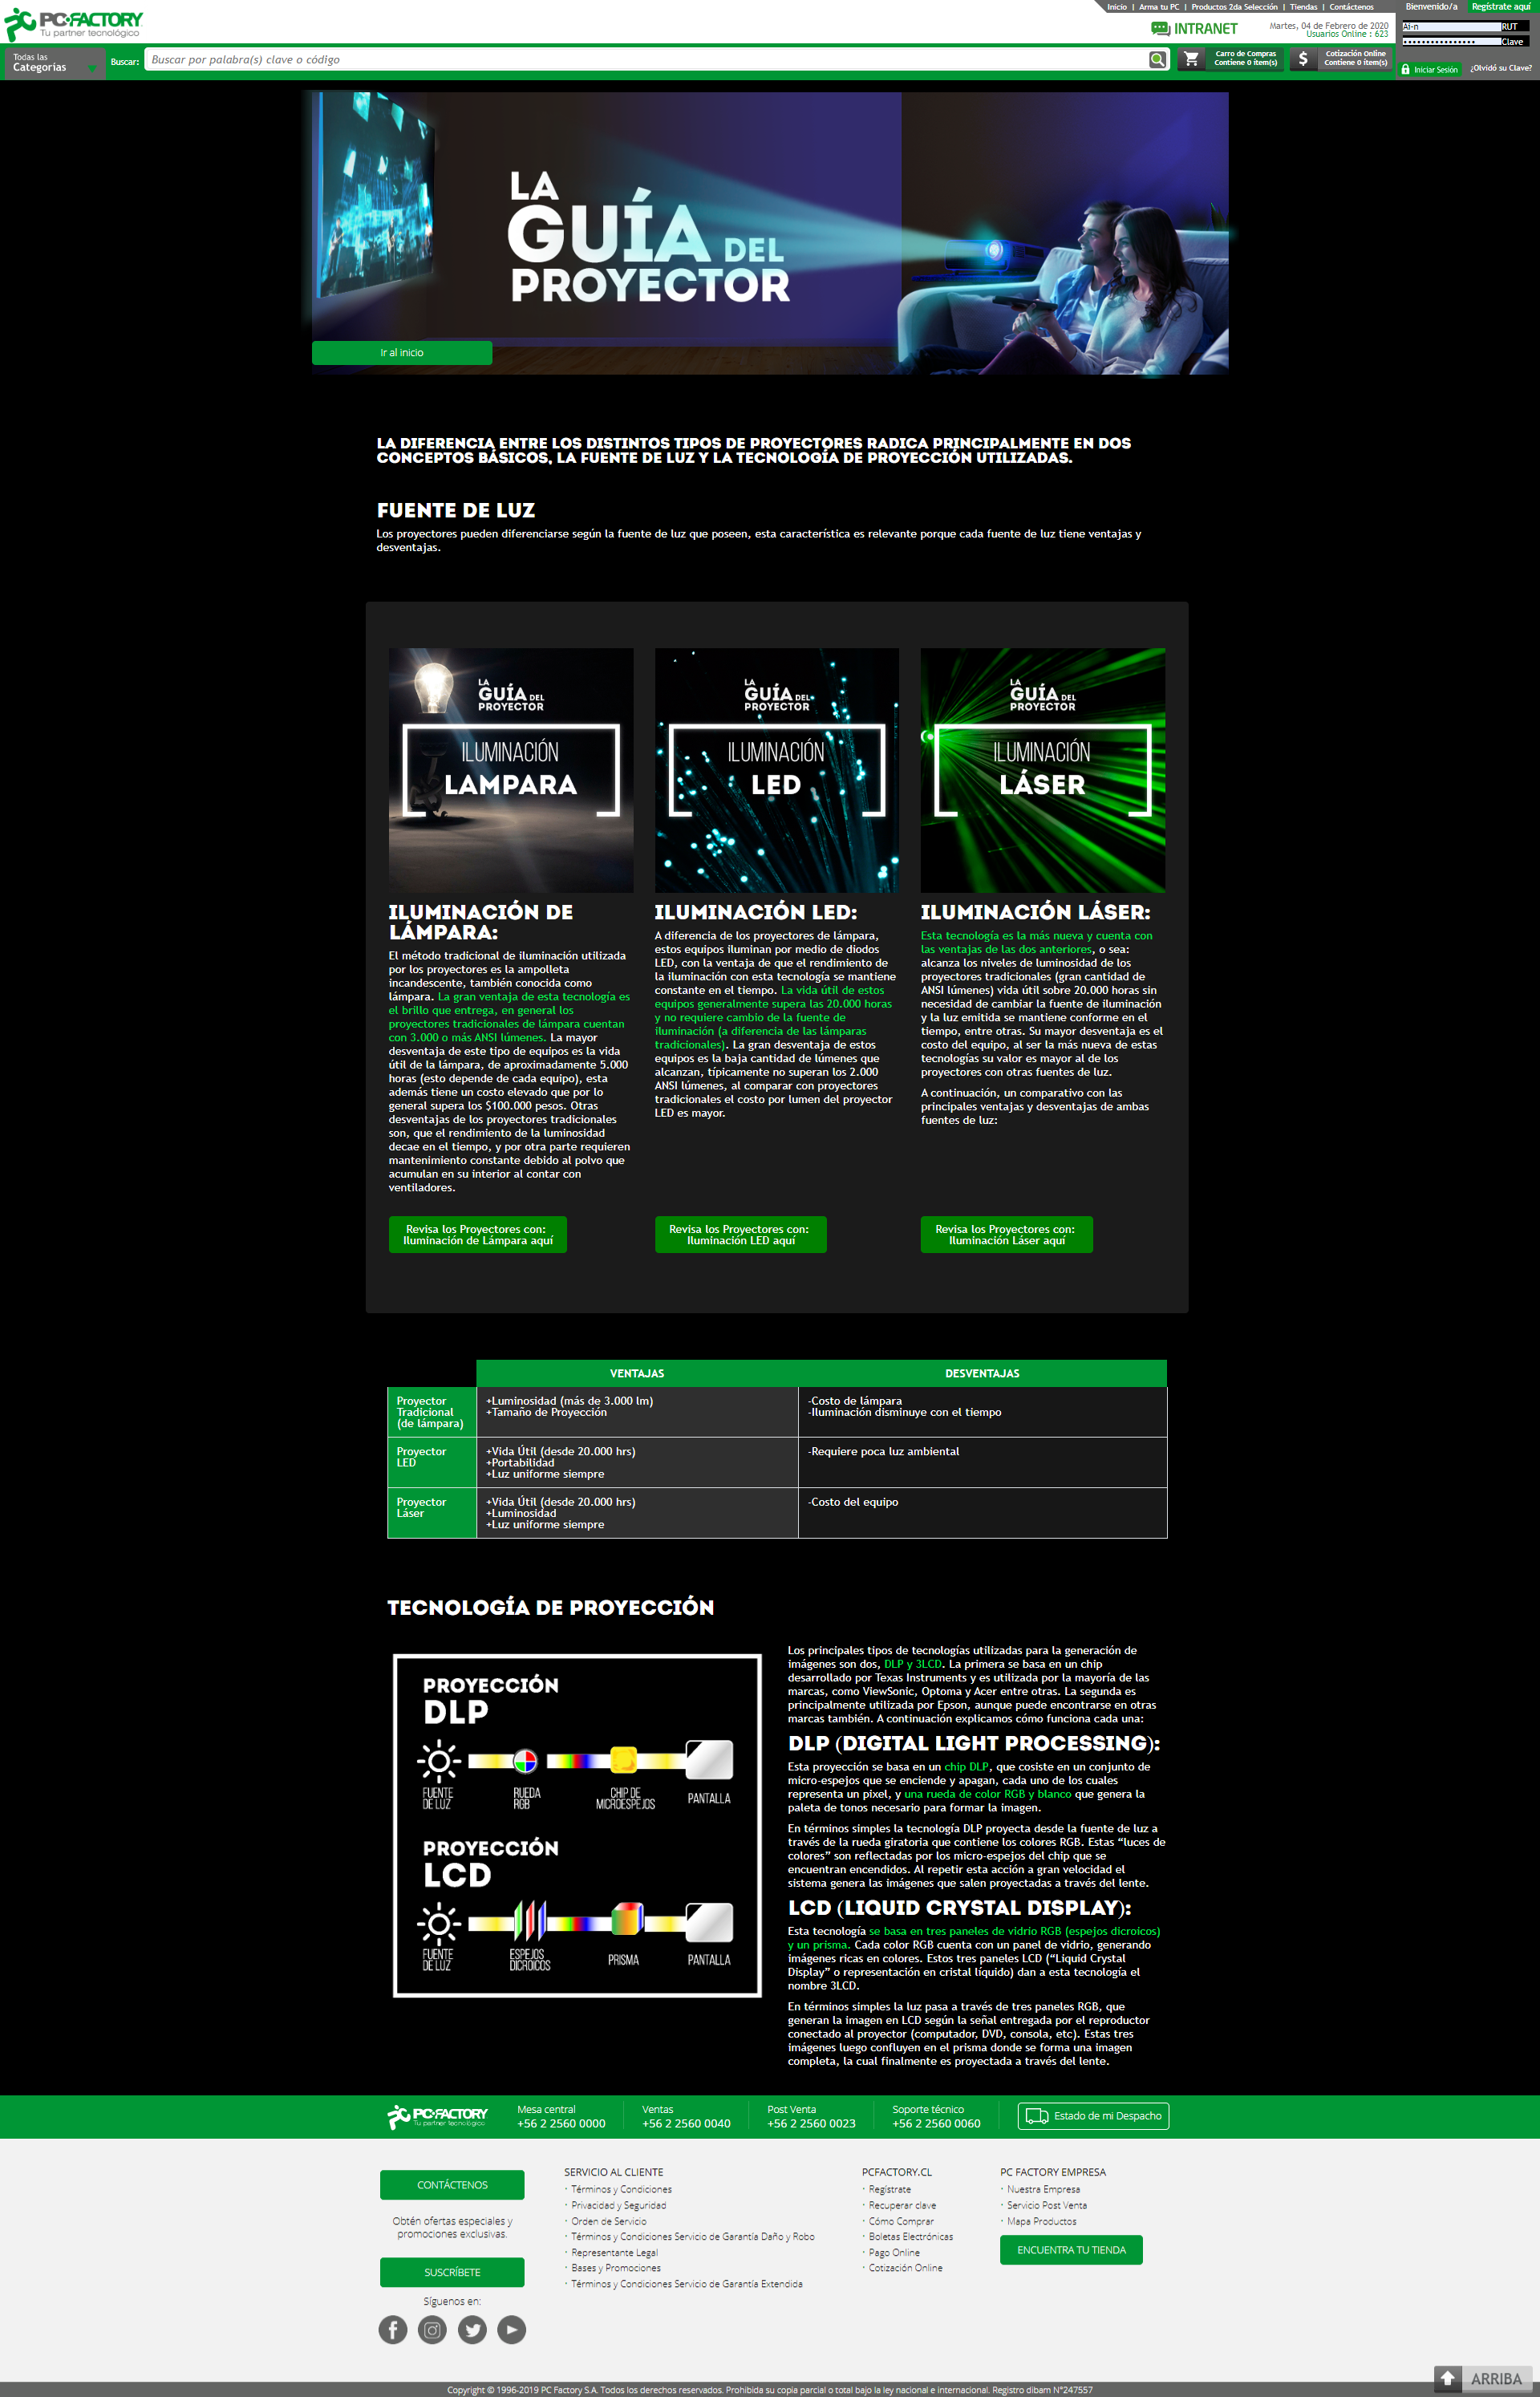 PC FACTORY
Tu partner tecnológico
Inicio | Arma tu PC | Productos 2da Selección | Tiendas | Contáctenos
Bienvenido/a
Regístrate aquí
INTRANET
Martes, 04 de Febrero de 2020
Usuarios Online : 623
Ai-n
RUT
Clave
Iniciar Sesión
¿Olvidó su Clave?
Todas las
Categorías
Buscar:
Buscar por palabra(s) clave o código
Carro de Compras
Contiene 0 ítem(s)
$
Cotización Online
Contiene 0 ítem(s)
LA
GUÍA DEL
PROYECTOR
Ir al inicio
LA DIFERENCIA ENTRE LOS DISTINTOS TIPOS DE PROYECTORES RADICA PRINCIPALMENTE EN DOS
CONCEPTOS BÁSICOS, LA FUENTE DE LUZ Y LA TECNOLOGÍA DE PROYECCIÓN UTILIZADAS.
FUENTE DE LUZ
Los proyectores pueden diferenciarse según la fuente de luz que poseen, esta característica es relevante porque cada fuente de luz tiene ventajas y
desventajas.
LA
GUÍA DEL
PROYECTOR
ILUMINACIÓN
LAMPARA
ILUMINACIÓN DE
LÁMPARA:
El método tradicional de iluminación utilizada
por los proyectores es la ampolleta
incandescente, también conocida como
lámpara. La gran ventaja de esta tecnología es
el brillo que entrega, en general los
proyectores tradicionales de lámpara cuentan
con 3.000 o más ANSI lúmenes. La mayor
desventaja de este tipo de equipos es la vida
útil de la lámpara, de aproximadamente 5.000
horas (esto depende de cada equipo), esta
además tiene un costo elevado que por lo
general supera los $100.000 pesos. Otras
desventajas de los proyectores tradicionales
son, que el rendimiento de la luminosidad
decae en el tiempo, y por otra parte requieren
mantenimiento constante debido al polvo que
acumulan en su interior al contar con
ventiladores.
Revisa los Proyectores con:
Iluminación de Lámpara aquí
LA
GUÍA DEL
PROYECTOR
ILUMINACIÓN
LED
ILUMINACIÓN LED:
A diferencia de los proyectores de lámpara,
estos equipos iluminan por medio de diodos
LED, con la ventaja de que el rendimiento de
la iluminación con esta tecnología se mantiene
constante en el tiempo. La vida útil de estos
equipos generalmente supera las 20.000 horas
y no requiere cambio de la fuente de
iluminación (a diferencia de las lámparas
tradicionales). La gran desventaja de estos
equipos es la baja cantidad de lúmenes que
alcanzan, típicamente no superan los 2.000
ANSI lúmenes, al comparar con proyectores
tradicionales el costo por lumen del proyector
LED es mayor.
Revisa los Proyectores con:
Iluminación LED aquí
LA
GUÍA DEL
PROYECTOR
ILUMINACIÓN
LÁSER
ILUMINACIÓN LÁSER:
Esta tecnología es la más nueva y cuenta con
las ventajas de las dos anteriores, o sea:
alcanza los niveles de luminosidad de los
proyectores tradicionales (gran cantidad de
ANSI lúmenes) vida útil sobre 20.000 horas sin
necesidad de cambiar la fuente de iluminación
y la luz emitida se mantiene conforme en el
tiempo, entre otras. Su mayor desventaja es el
costo del equipo, al ser la más nueva de estas
tecnologías su valor es mayor al de los
proyectores con otras fuentes de luz.
A continuación, un comparativo con las
principales ventajas y desventajas de ambas
fuentes de luz:
Revisa los Proyectores con:
Iluminación Láser aquí
VENTAJAS
DESVENTAJAS
Proyector
Tradicional
(de lámpara)
+Luminosidad (más de 3.000 lm)
+Tamaño de Proyección
-Costo de lámpara
-Iluminación disminuye con el tiempo
Proyector
LED
+Vida Útil (desde 20.000 hrs)
+Portabilidad
+Luz uniforme siempre
-Requiere poca luz ambiental
Proyector
Láser
+Vida Útil (desde 20.000 hrs)
+Luminosidad
+Luz uniforme siempre
-Costo del equipo
TECNOLOGÍA DE PROYECCIÓN
PROYECCIÓN
DLP
FUENTE
DE LUZ
RUEDA
RGB
CHIP DE
MICROESPEJOS
PANTALLA
PROYECCIÓN
LCD
FUENTE
DE LUZ
ESPEJOS
DICROICOS
PRISMA
PANTALLA
Los principales tipos de tecnologías utilizadas para la generación de
imágenes son dos, DLP y 3LCD. La primera se basa en un chip
desarrollado por Texas Instruments y es utilizada por la mayoría de las
marcas, como ViewSonic, Optoma y Acer entre otras. La segunda es
principalmente utilizada por Epson, aunque puede encontrarse en otras
marcas también. A continuación explicamos cómo funciona cada una:
DLP (DIGITAL LIGHT PROCESSING):
Esta proyección se basa en un chip DLP, que cosiste en un conjunto de
micro-espejos que se enciende y apagan, cada uno de los cuales
representa un pixel, y una rueda de color RGB y blanco que genera la
paleta de tonos necesario para formar la imagen.
En términos simples la tecnología DLP proyecta desde la fuente de luz a
través de la rueda giratoria que contiene los colores RGB. Estas “luces de
colores” son reflectadas por los micro-espejos del chip que se
encuentran encendidos. Al repetir esta acción a gran velocidad el
sistema genera las imágenes que salen proyectadas a través del lente.
LCD (LIQUID CRYSTAL DISPLAY):
Esta tecnología se basa en tres paneles de vidrio RGB (espejos dicroicos)
y un prisma. Cada color RGB cuenta con un panel de vidrio, generando
imágenes ricas en colores. Estos tres paneles LCD (“Liquid Crystal
Display” o representación en cristal líquido) dan a esta tecnología el
nombre 3LCD.
En términos simples la luz pasa a través de tres paneles RGB, que
generan la imagen en LCD según la señal entregada por el reproductor
conectado al proyector (computador, DVD, consola, etc). Estas tres
imágenes luego confluyen en el prisma donde se forma una imagen
completa, la cual finalmente es proyectada a través del lente.
PC FACTORY
Tu partner tecnológico
Mesa central
+56 2 2560 0000
Ventas
+56 2 2560 0040
Post Venta
+56 2 2560 0023
Soporte técnico
+56 2 2560 0060
Estado de mi Despacho
CONTÁCTENOS
Obtén ofertas especiales y
promociones exclusivas.
SUSCRÍBETE
Síguenos en:
SERVICIO AL CLIENTE
Términos y Condiciones
Privacidad y Seguridad
Orden de Servicio
Términos y Condiciones Servicio de Garantía Daño y Robo
Representante Legal
Bases y Promociones
Términos y Condiciones Servicio de Garantía Extendida
PCFACTORY.CL
Regístrate
Recuperar clave
Cómo Comprar
Boletas Electrónicas
Pago Online
Cotización Online
PC FACTORY EMPRESA
Nuestra Empresa
Servicio Post Venta
Mapa Productos
ENCUENTRA TU TIENDA
ARRIBA
Copyright © 1996-2019 PC Factory S.A. Todos los derechos reservados. Prohibida su copia parcial o total bajo la ley nacional e internacional. Registro dibam N°247557